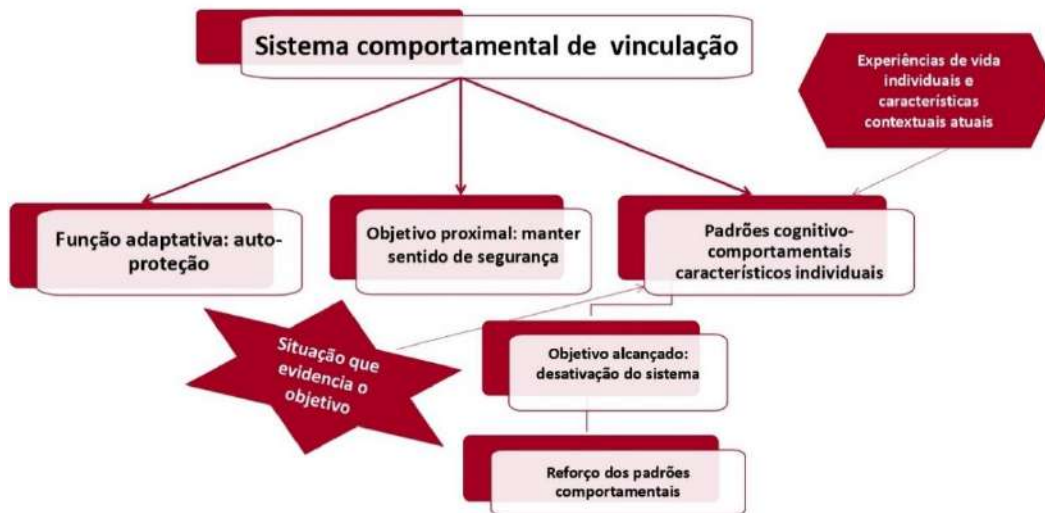 Sistema comportamental de vinculação
Experiências de vida
individuais e
características
contextuais atuais
Função adaptativa: auto-
proteção
Objetivo proximal: manter
sentido de segurança
Padrões cognitivo-
comportamentais
característicos individuais
Situação que
evidencia o
objetivo
Objetivo alcançado:
desativação do sistema
Reforço dos padrões
comportamentais